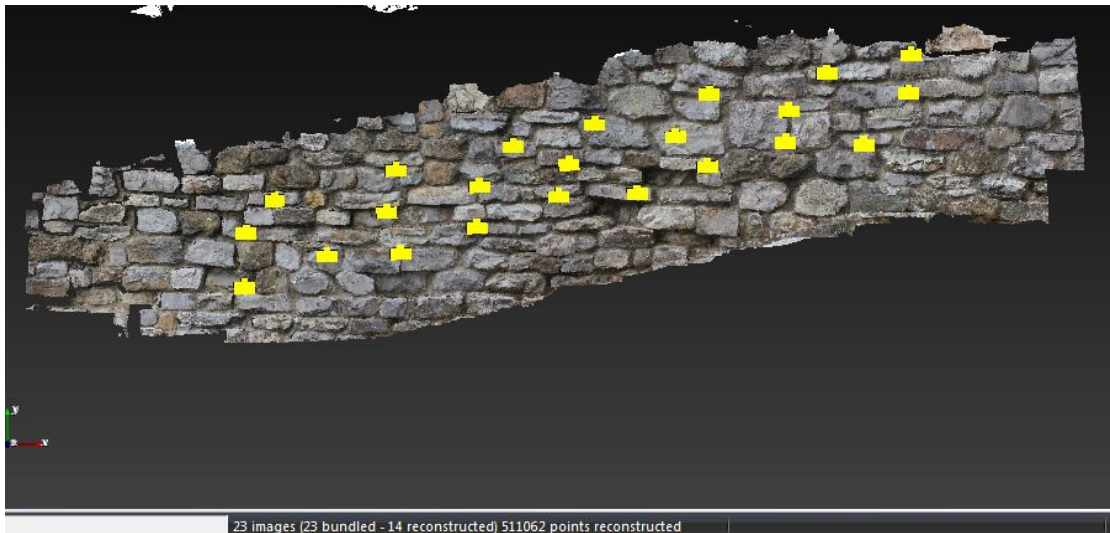 y
x
23 images (23 bundled - 14 reconstructed) 511062 points reconstructed